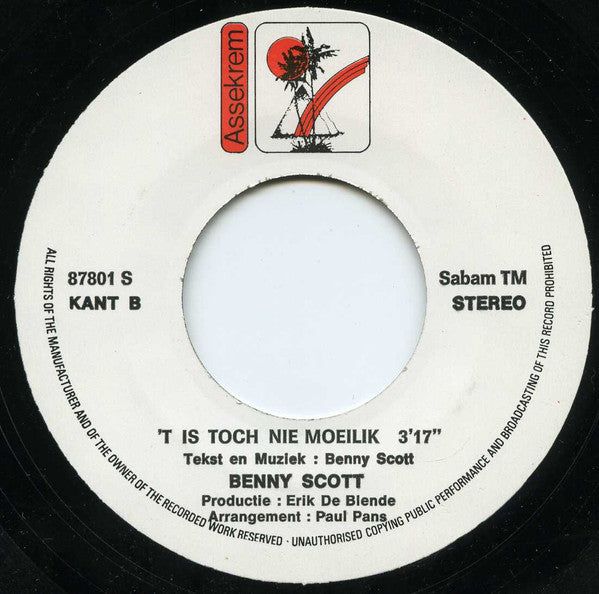 Assekrem
87801 S
KANT B
Sabam TM
STEREO
'T IS TOCH NIE MOEILIK 3'17"
Tekst en Muziek : Benny Scott
BENNY SCOTT
Productie : Erik De Blende
Arrangement : Paul Pans
ALL RIGHTS OF THE MANUFACTURER AND OF THE OWNER OF THE RECORDED WORK RESERVED - UNAUTHORISED COPYING PUBLIC PERFORMANCE AND BROADCASTING OF THIS RECORD PROHIBITED